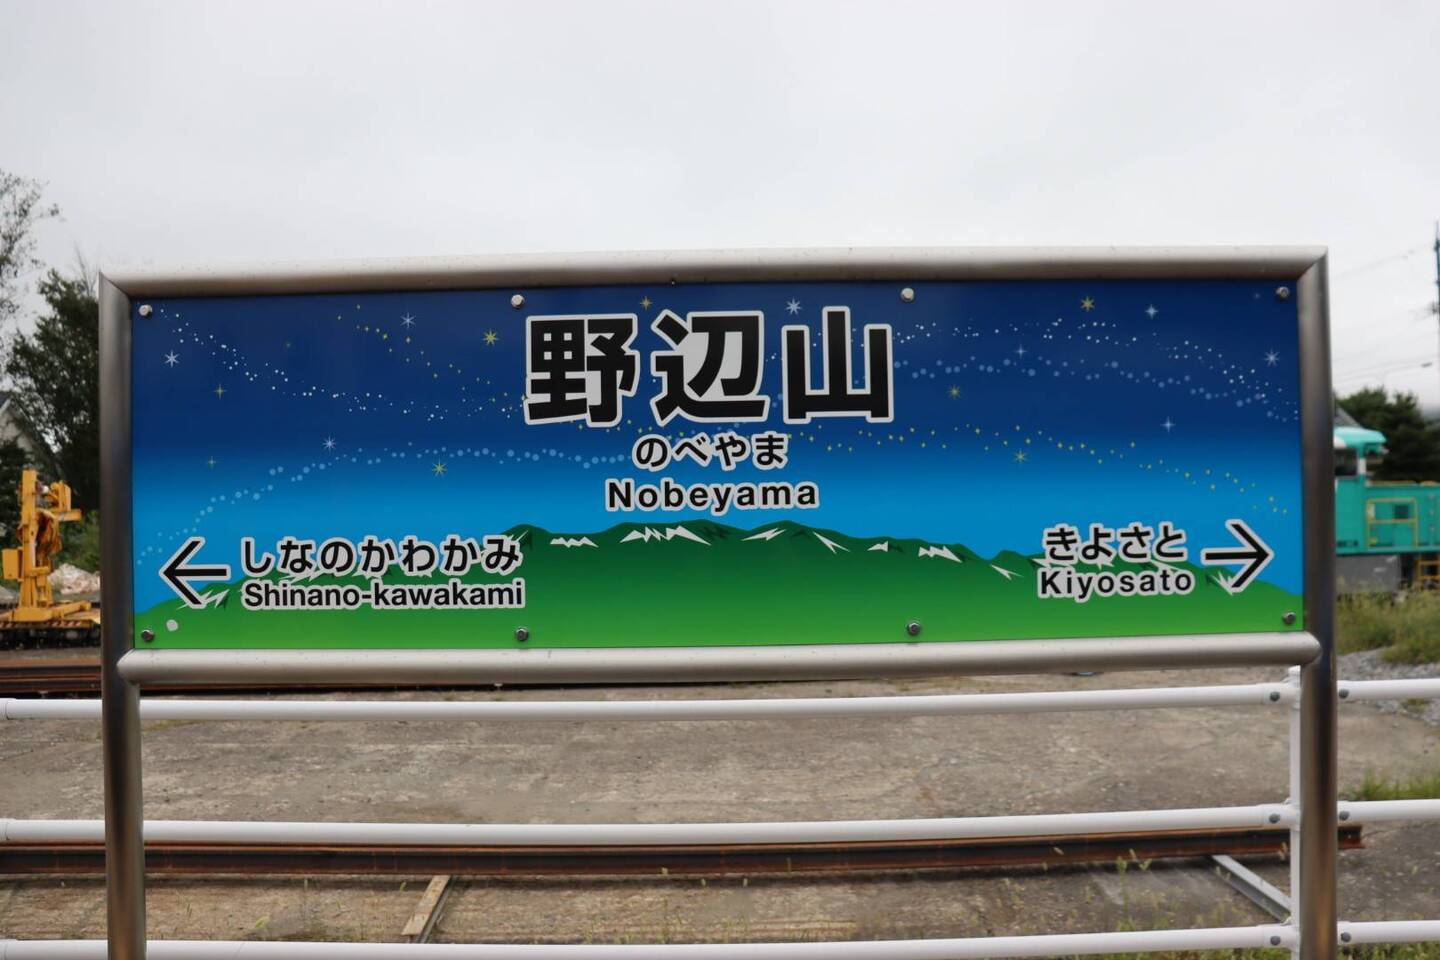 野辺山
のべやま
Nobeyama
しなのかわかみ
Shinano-kawakami
きよさと
Kiyosato